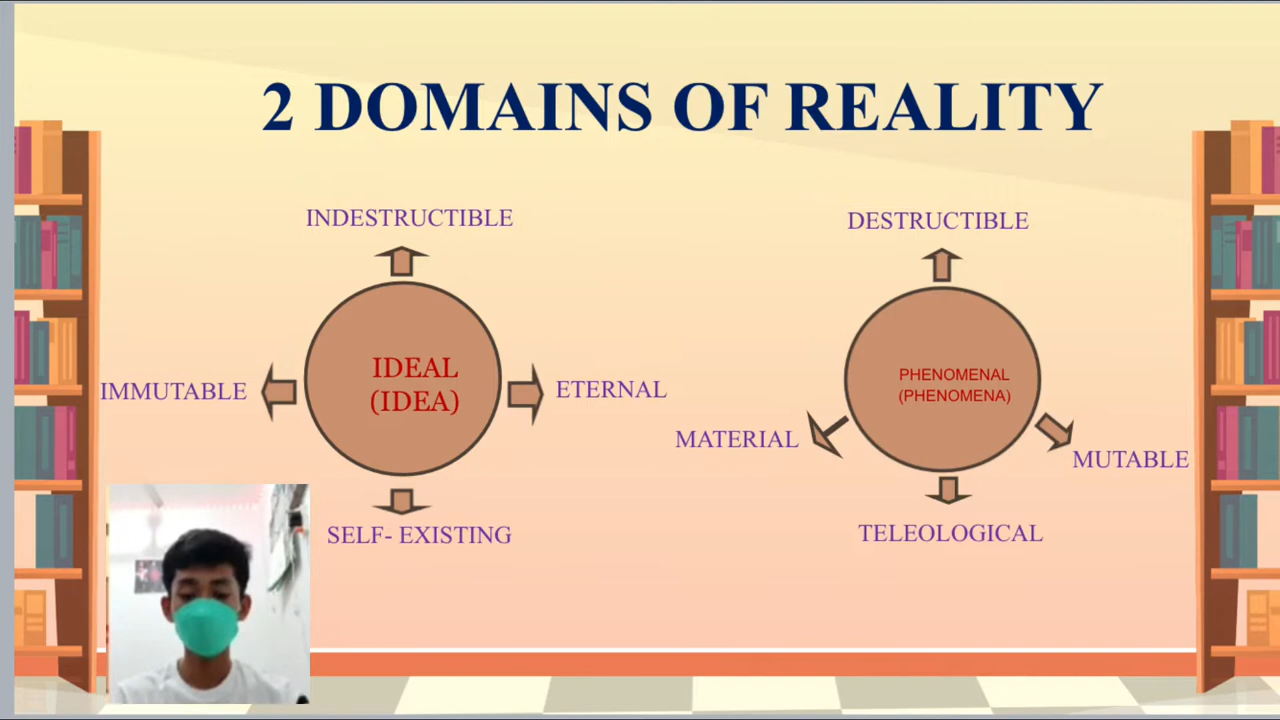 2 DOMAINS OF REALITY
INDESTRUCTIBLE
IMMUTABLE
IDEAL
(IDEA)
ETERNAL
SELF- EXISTING
DESTRUCTIBLE
PHENOMENAL
(PHENOMENA)
MATERIAL
MUTABLE
TELEOLOGICAL